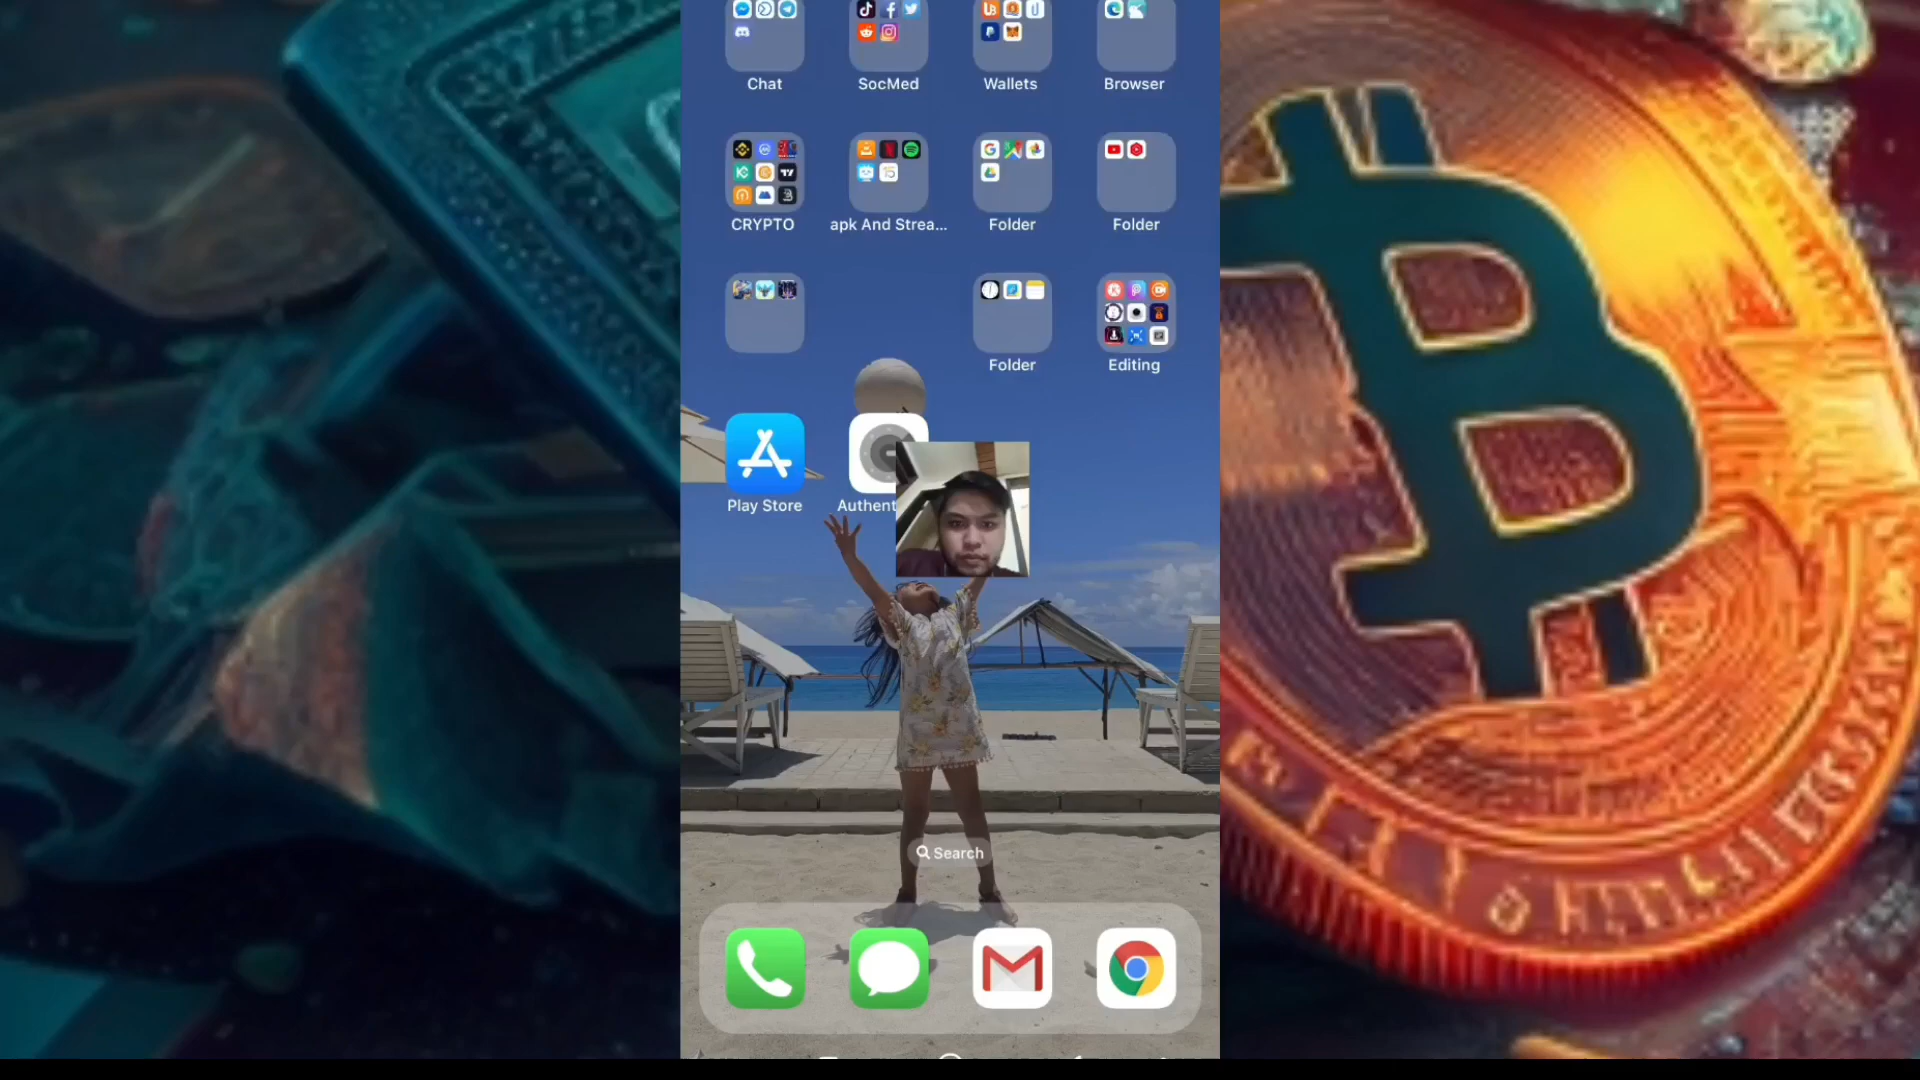 Chat
SocMed
Wallets
Browser
CRYPTO
apk And Strea...
Folder
Folder
Folder
Editing
Play Store
Authent
Search